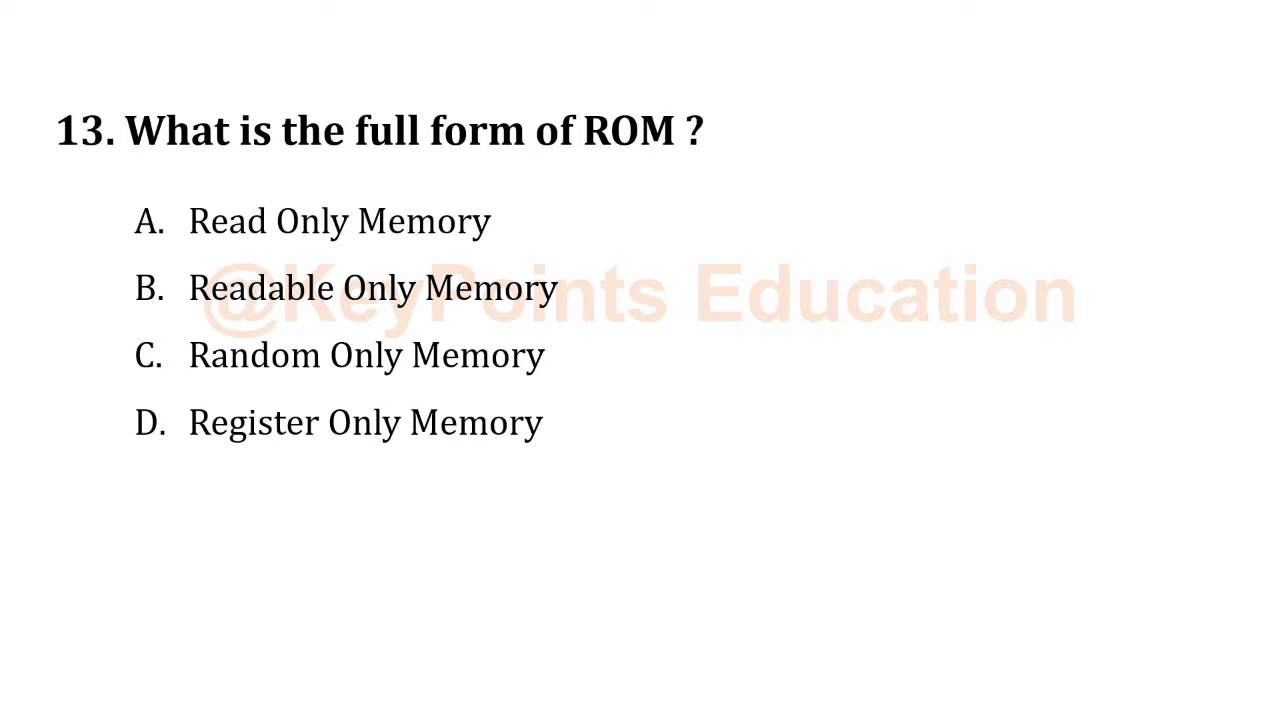 13. What is the full form of ROM ?
A. Read Only Memory
B. Readable Only Memory
@KeyPoints Education
C. Random Only Memory
D. Register Only Memory